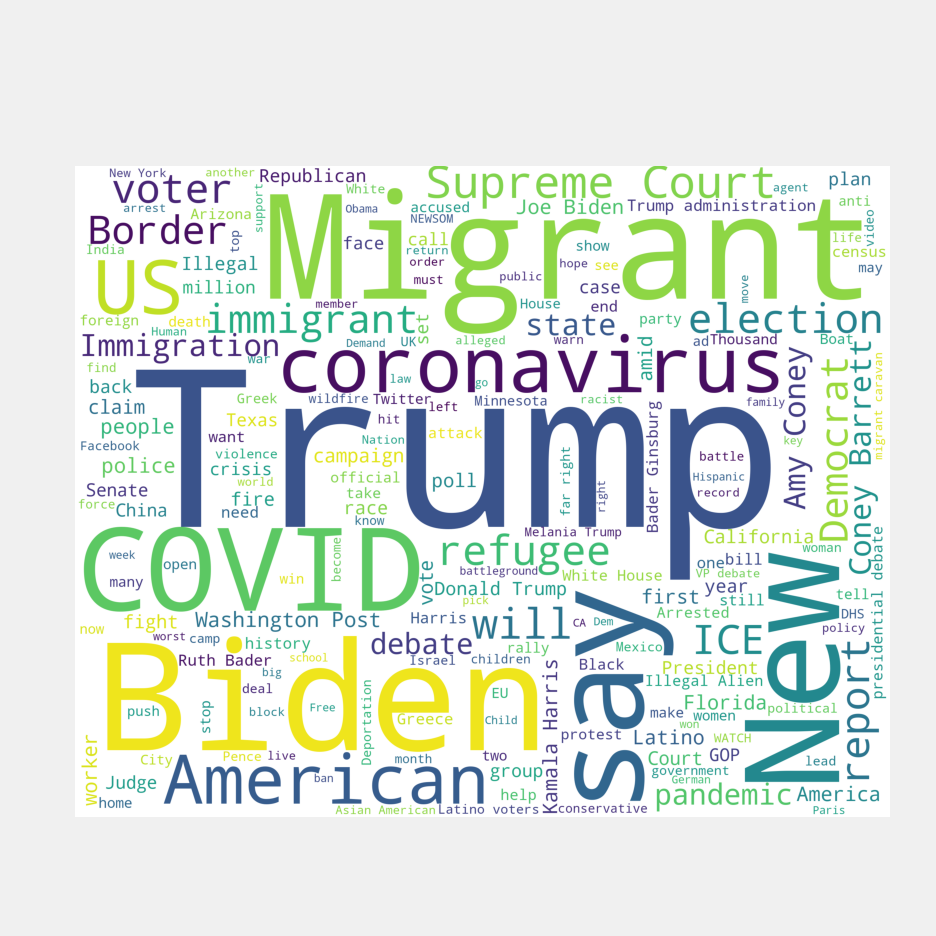 New York
another
Republican
Supreme Court
plan
voter
White
agent
support
arrest
Arizona
Obama
accused
Joe Biden
Trump administration
anti
NEWSOM
Border
top
face
call
show
life
video
India
return
census
Migrant
US
Illegal
order
hope
see
may
million
must
public
case
move
member
House
end
foreign
death
immigrant
set
state
party
election
Human
Demand
UK
alleged
warn
ad
Thousand
Boat
Immigration
war
amid
find
coronavirus
law
go
back
Greek
wildfire
Twitter
Minnesota
racist
family
Amy Coney
Democrat
Coney Barrett
migrant caravan
claim
left
Texas
hit
people
want
Nation
attack
key
Facebook
violence
campaign
Trump
battle
police
crisis
official
poll
far right
Bader Ginsburg
Hispanic
world
take
right
record
Senate
fire
force
China
need
race
know
Melania Trump
California
COVID
refugee
woman
week
open
become
one
bill
battleground
VP debate
many
win
vote
White House
year
Donald Trump
first
still
tell
presidential debate
pick
Arrested
DHS
now
fight
Washington Post
Harris
will
CA
Dem
say
New
policy
worst
camp
history
debate
rally
Mexico
ICE
report
Ruth Bader
school
Israel
children
Black
President
big
Biden
deal
Illegal Alien
EU
Kamala Harris
push
stop
block
Free
Deportation
Greece
Child
make
women
Florida
political
won
protest
Latino
WATCH
worker
City
Pence
live
month
two
Court
GOP
lead
Judge
American
ban
group
government
German
home
help
pandemic
America
Asian American
Latino voters
conservative
Paris